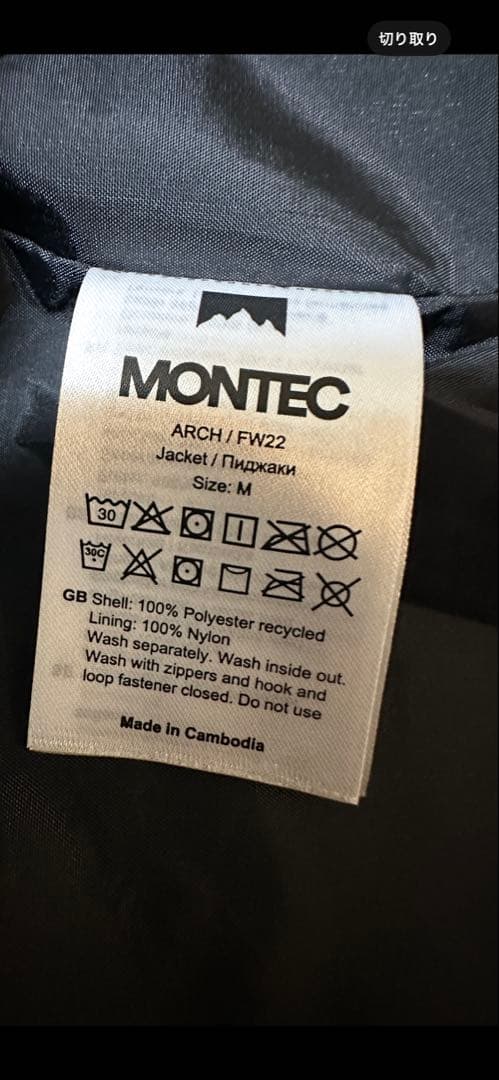 切り取り
MONTEC
ARCH / FW22
Jacket / Пиджаки
Size: M
30
30C
GB Shell: 100% Polyester recycled
Lining: 100% Nylon
Wash separately. Wash inside out.
Wash with zippers and hook and
loop fastener closed. Do not use
Made in Cambodia